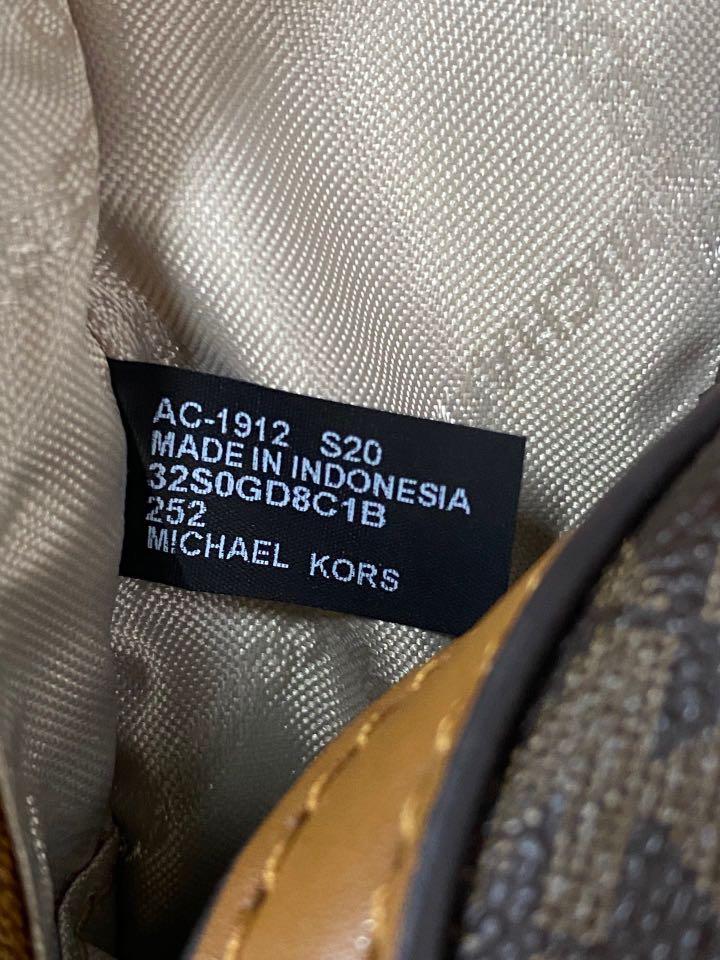 AC-1912 S20
MADE IN INDONESIA
32S0GD8C1B
252
MICHAEL KORS